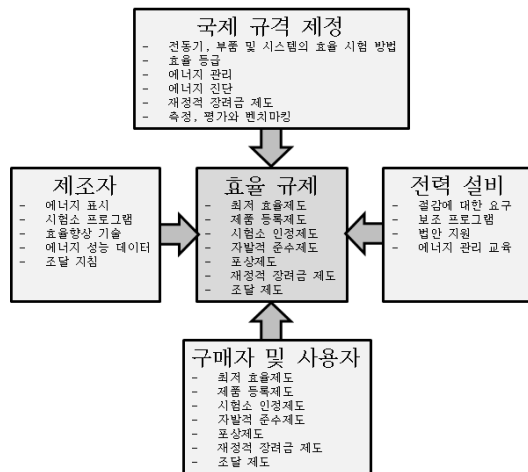 국제 규격 제정
- 전동기, 부품 및 시스템의 효율 시험 방법
- 효율 등급
- 에너지 관리
- 에너지 진단
- 재정적 장려금 제도
- 측정, 평가와 벤치마킹
제조자
- 에너지 표시
- 시험소 프로그램
- 효율향상 기술
- 에너지 성능 데이터
- 조달 지침
효율 규제
- 최저 효율제도
- 제품 등록제도
- 시험소 인정제도
- 자발적 준수제도
- 포상제도
- 재정적 장려금 제도
- 조달 제도
전력 설비
- 절감에 대한 요구
- 보조 프로그램
- 법안 지원
- 에너지 관리 교육
구매자 및 사용자
- 최저 효율제도
- 제품 등록제도
- 시험소 인정제도
- 자발적 준수제도
- 포상제도
- 재정적 장려금 제도
- 조달 제도